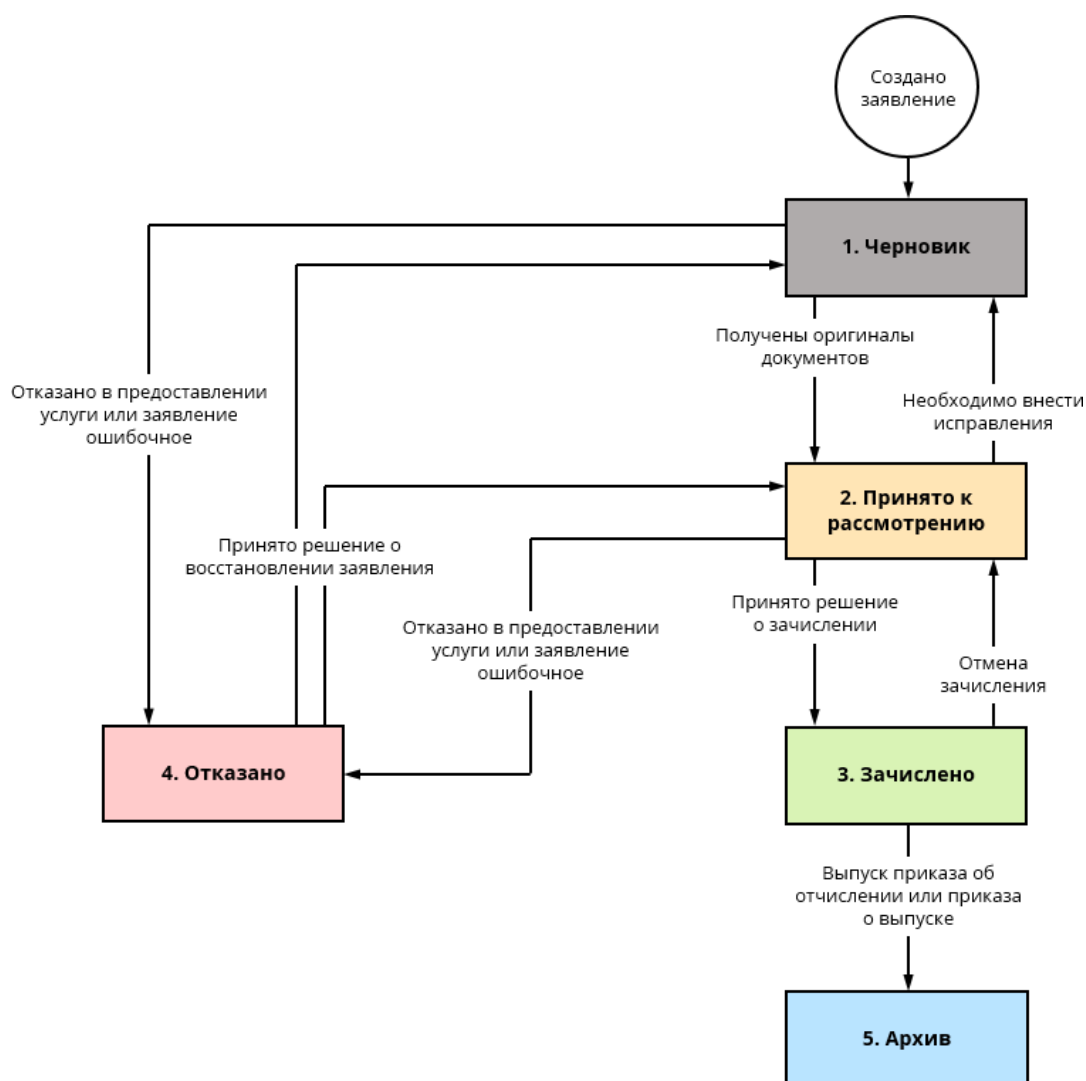 Создано
заявление
1. Черновик
Получены оригиналы
документов
Отказано в предоставлении
услуги или заявление
ошибочное
Необходимо внести
исправления
2. Принято к
рассмотрению
Принято решение о
восстановлении заявления
Принято решение
о зачислении
Отказано в предоставлении
услуги или заявление
ошибочное
Отмена
зачисления
4. Отказано
3. Зачислено
Выпуск приказа об
отчислении или приказа
о выпуске
5. Архив